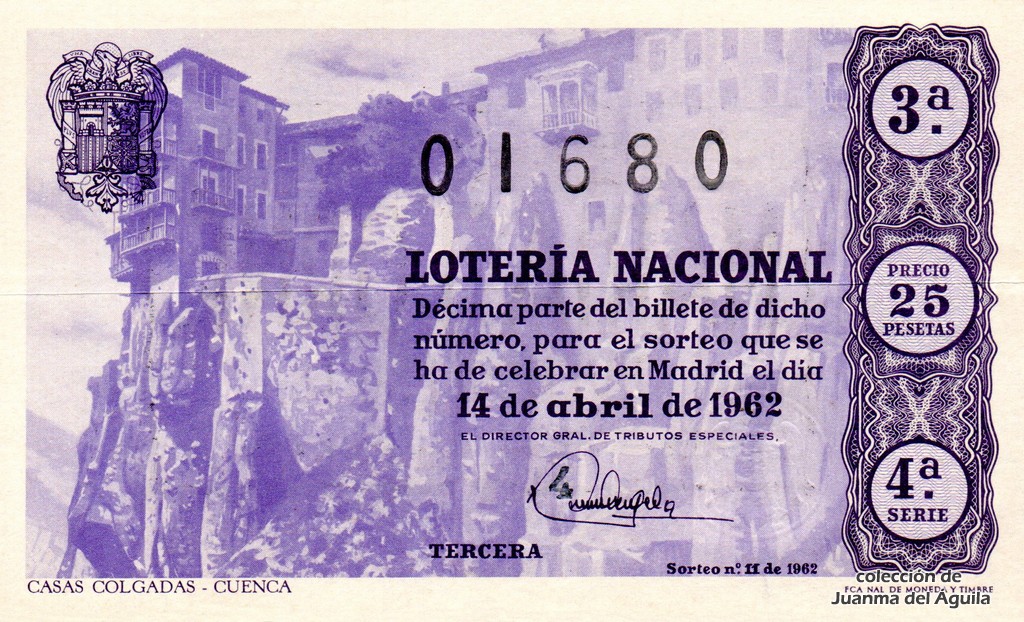 01680
3ª.
LOTERÍA NACIONAL
Décima parte del billete de dicho
número, para el sorteo que se
ha de celebrar en Madrid el día
14 de abril de 1962
EL DIRECTOR GRAL. DE TRIBUTOS ESPECIALES,
PRECIO
25
PESETAS
4
4ª.
SERIE
TERCERA
Sorteo nº. 11 de 1962
CASAS COLGADAS - CUENCA
FCA NAL DE MONEDA Y TIMBRE
colección de
Juanma del Aguila